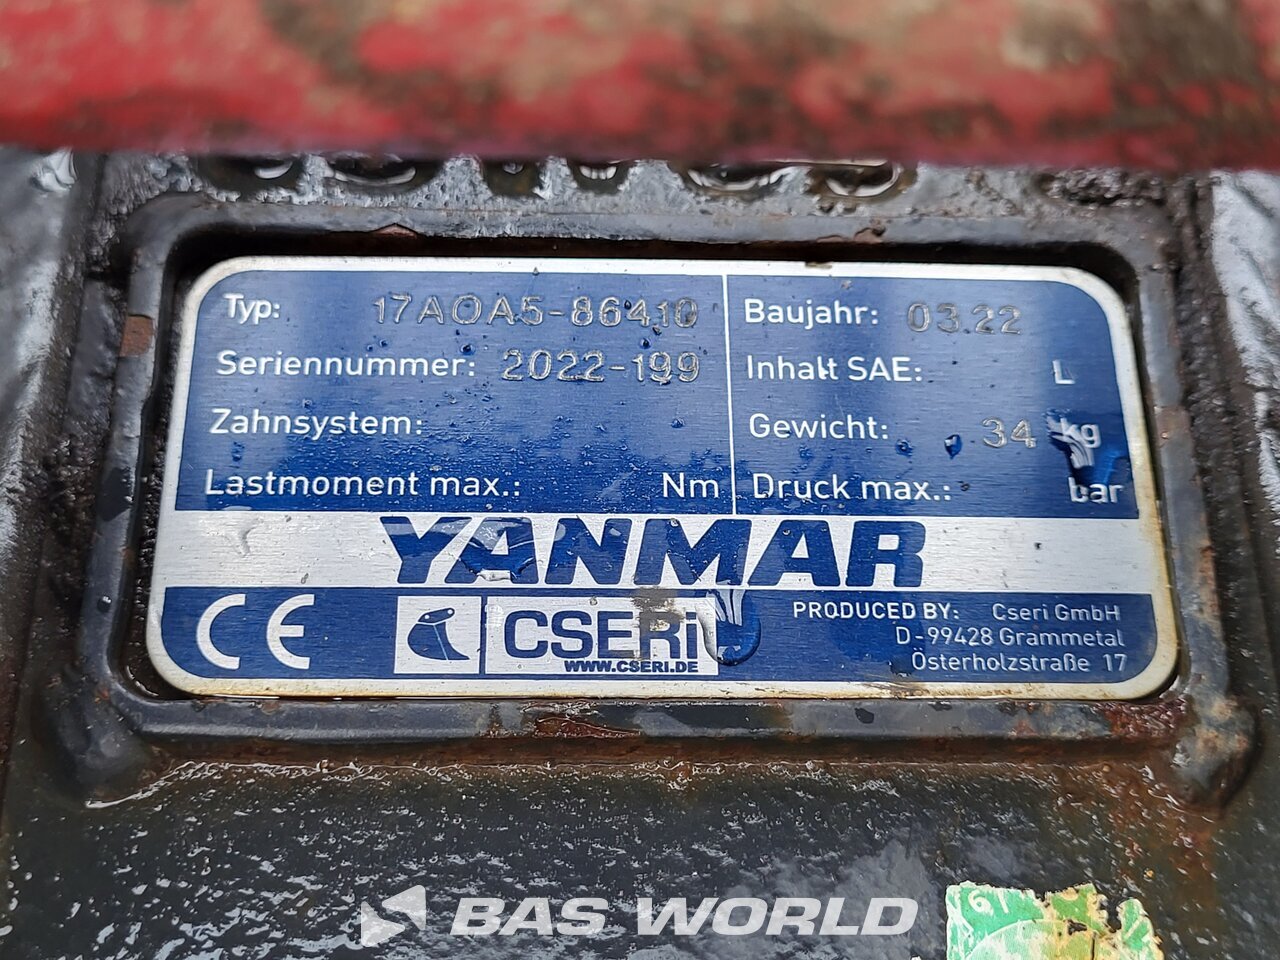 Typ: 17AOA5-86410
Seriennummer: 2022-199
Zahnsystem:
Lastmoment max.: Nm
Baujahr: 03.22
Inhalt SAE: L
Gewicht: 34 kg
Druck max.: bar
YANMAR
CE
CSERi
WWW.CSERI.DE
PRODUCED BY: Cseri GmbH
D-99428 Grammetal
Österholzstraße 17
BAS WORLD